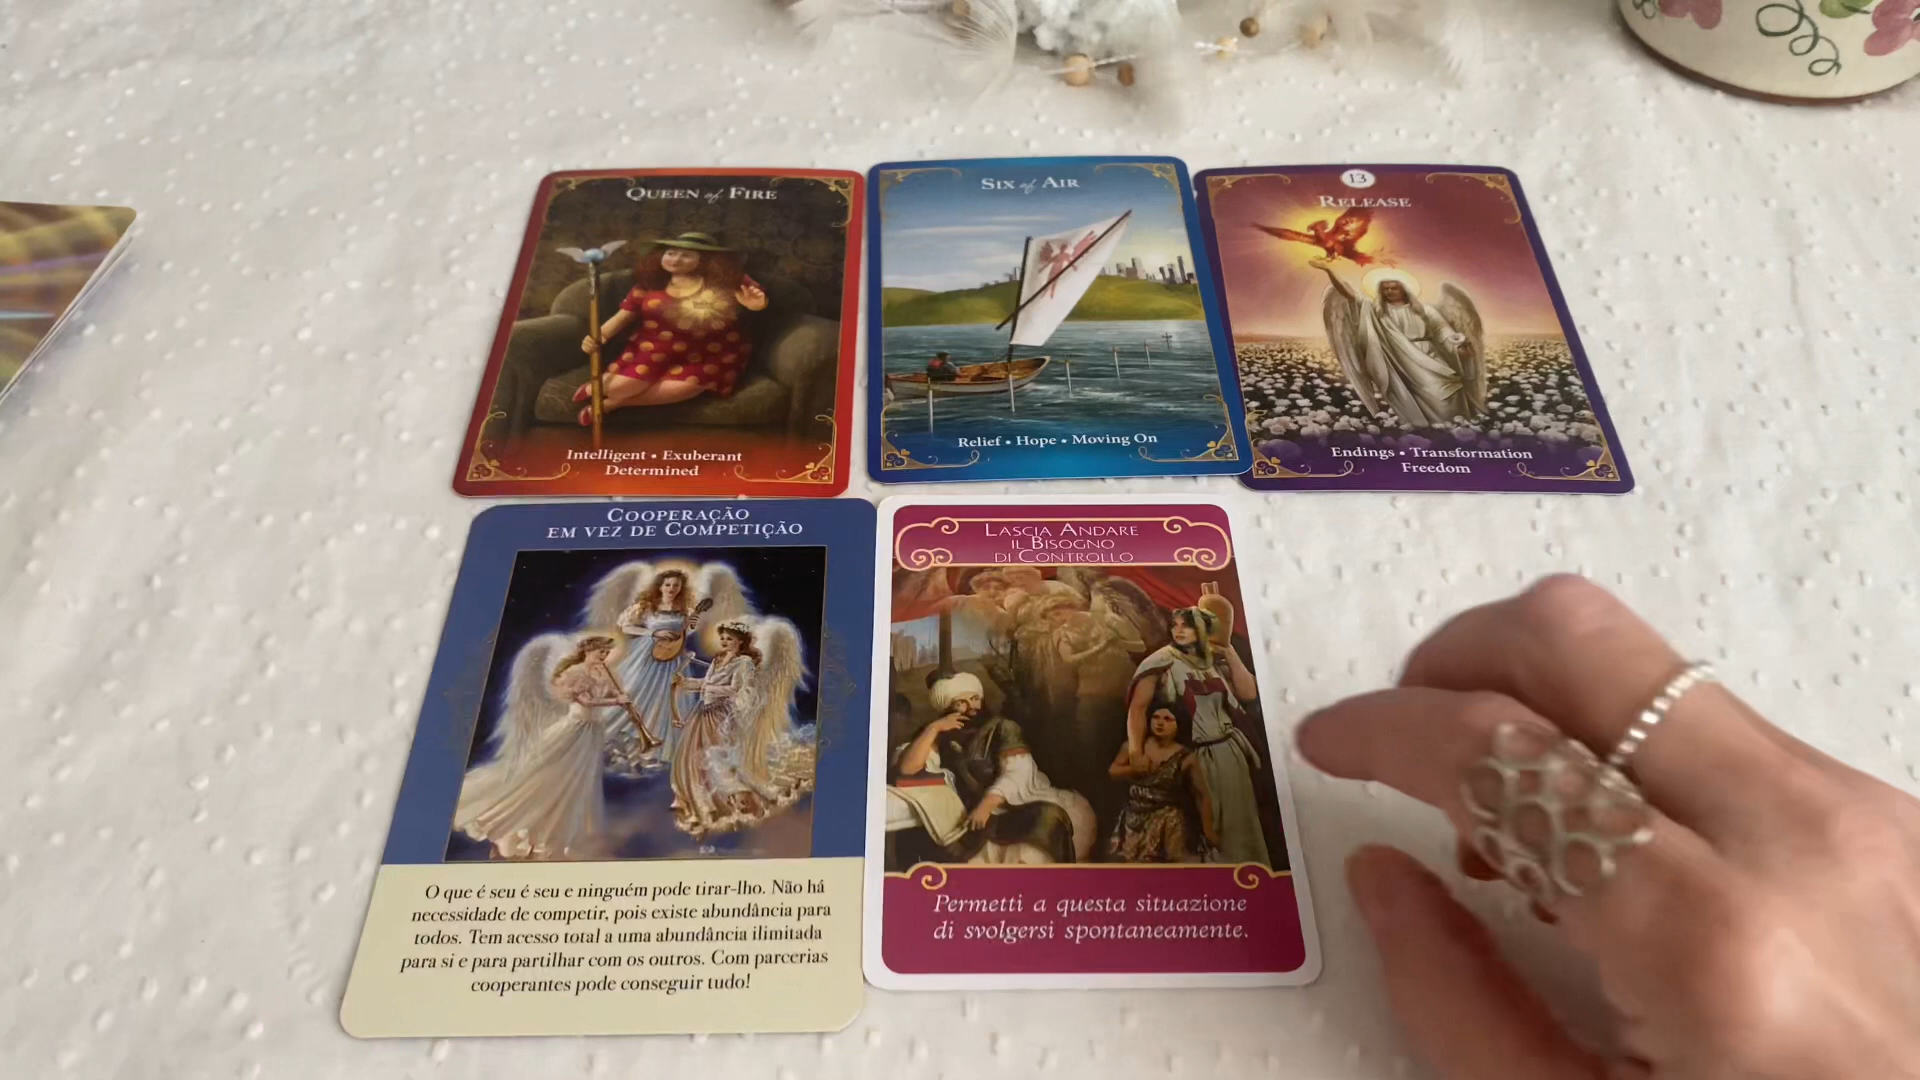 QUEEN of FIRE
Intelligent • Exuberant
Determined
SIX of AIR
Relief • Hope • Moving On
13
RELEASE
Endings • Transformation
Freedom
COOPERAÇÃO
EM VEZ DE COMPETIÇÃO
O que é seu é seu e ninguém pode tirar-lho. Não há
necessidade de competir, pois existe abundância para
todos. Tem acesso total a uma abundância ilimitada
para si e para partilhar com os outros. Com parcerias
cooperantes pode conseguir tudo!
LASCIA ANDARE
IL BISOGNO
DI CONTROLLO
Permetti a questa situazione
di svolgersi spontaneamente.